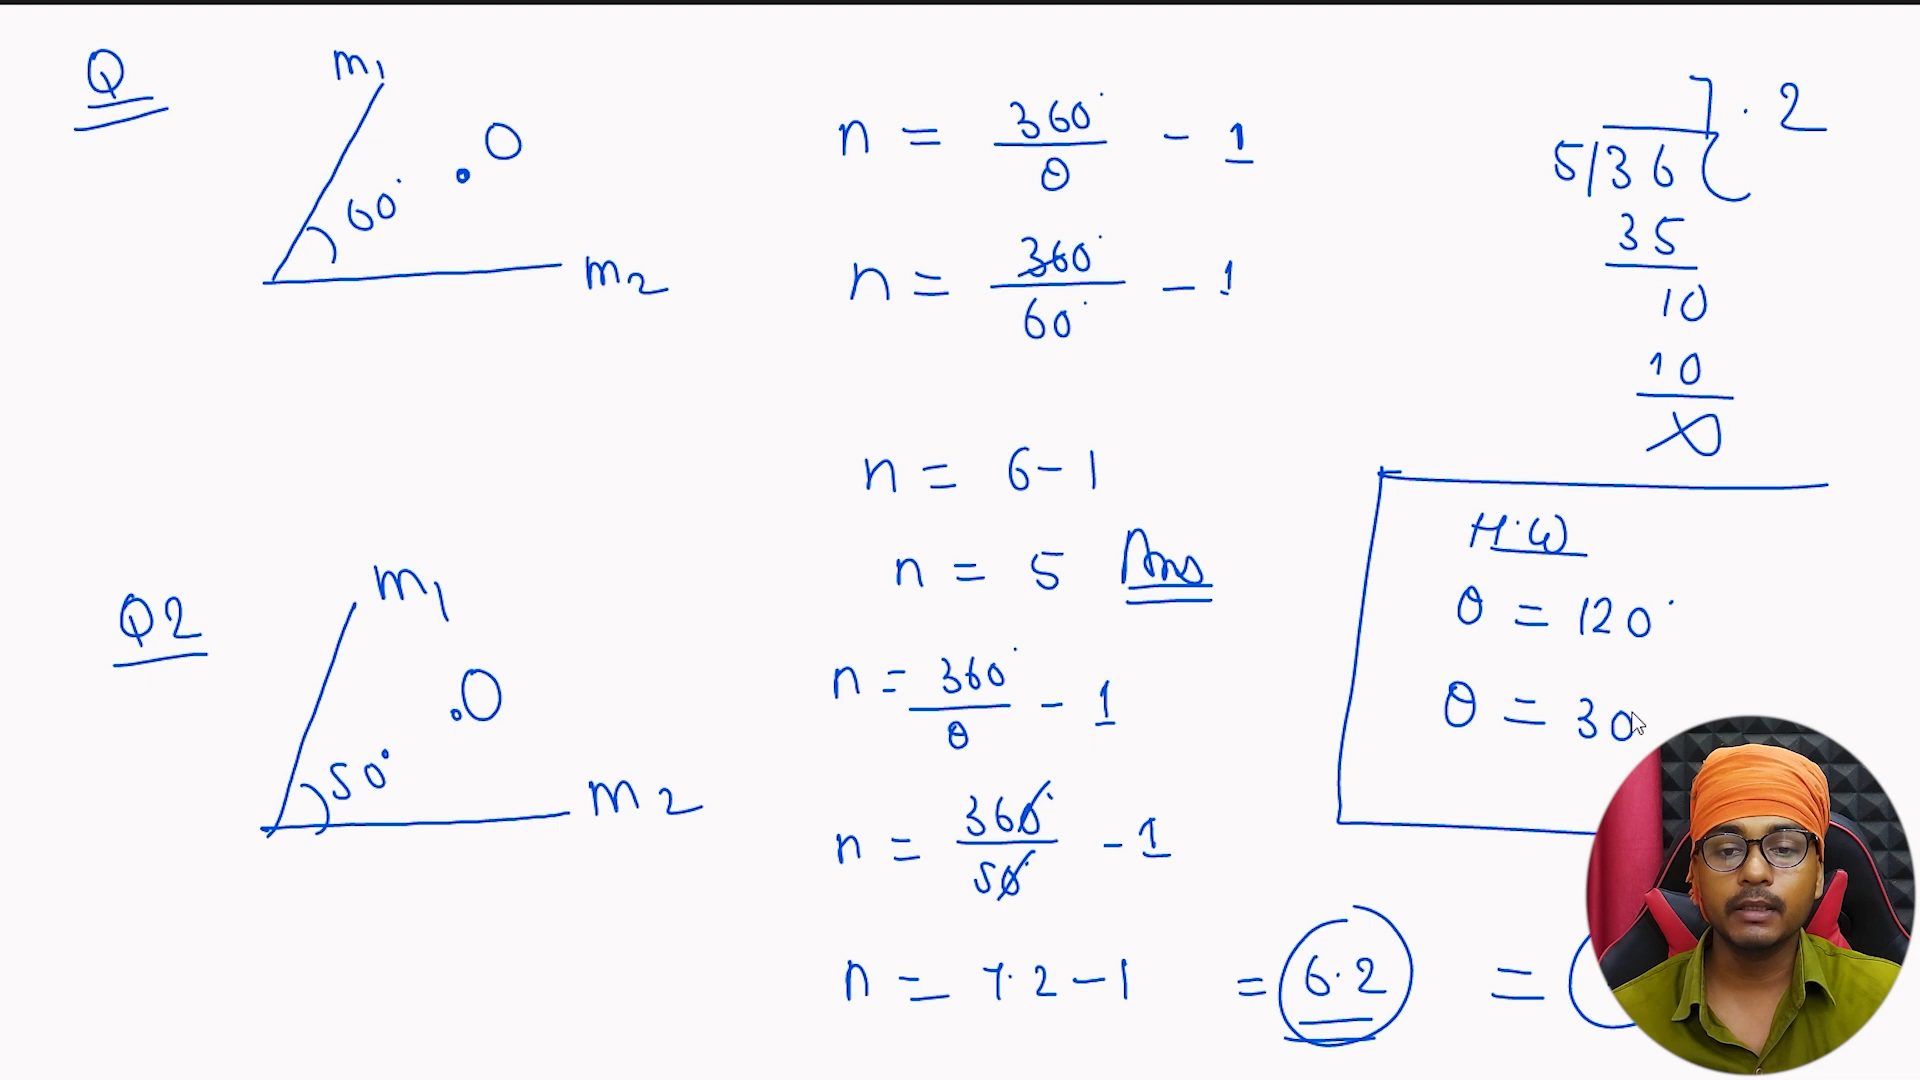 Q
m1
60°
O
m2
n = 360°/θ - 1
n = 360°/60° - 1
n = 6-1
n = 5 Ans
7.2
5/36(
35
10
10
X0
H.W
θ = 120°
θ = 30
Q2
m1
O
50°
m2
n = 360°/θ - 1
n = 360°/50 - 1
n = 7.2-1 = 6.2 =